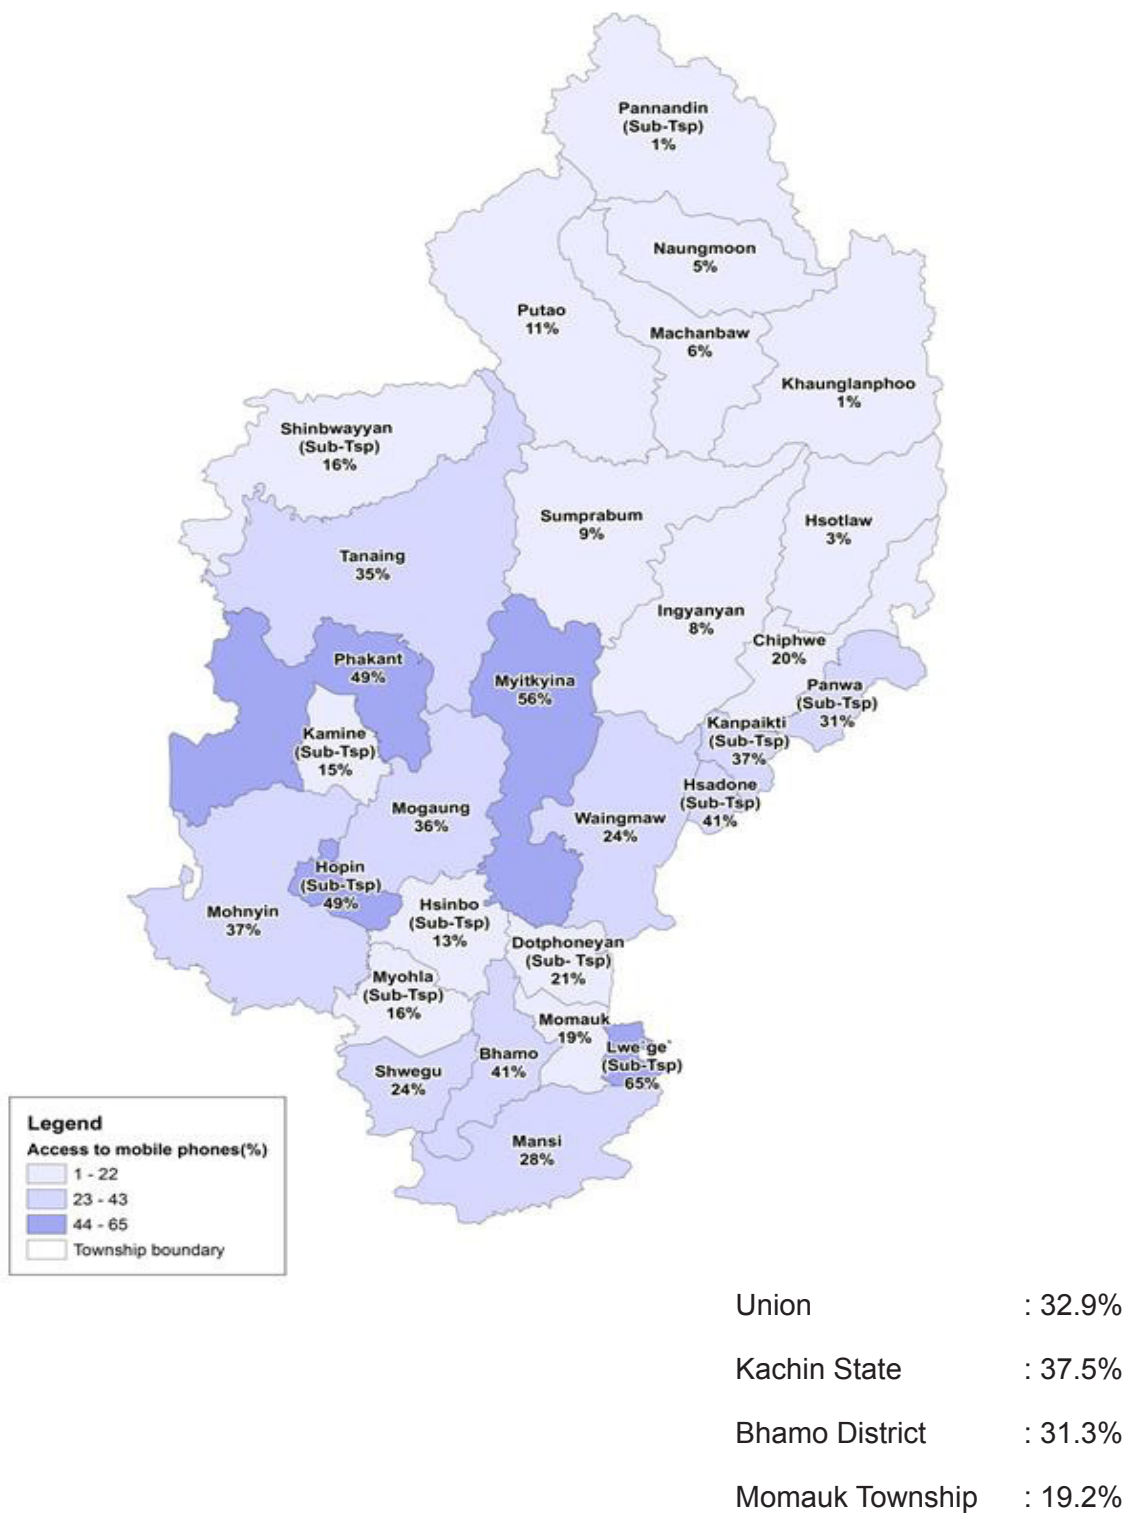 Pannandin
(Sub-Tsp)
1%
Naungmoon
5%
Putao
11%
Machanbaw
6%
Khaunglanphoo
1%
Shinbwayyan
(Sub-Tsp)
16%
Sumprabum
9%
Hsotlaw
3%
Tanaing
35%
Ingyanyan
8%
Chiphwe
20%
Phakant
49%
Myitkyina
56%
Panwa
(Sub-Tsp)
31%
Kanpaikti
(Sub-Tsp)
37%
Kamine
(Sub-Tsp)
15%
Hsadone
(Sub-Tsp)
41%
Mogaung
36%
Waingmaw
24%
Hopin
(Sub-Tsp)
49%
Hsinbo
(Sub-Tsp)
13%
Mohnyin
37%
Dotphoneyan
(Sub- Tsp)
21%
Myohla
(Sub-Tsp)
16%
Momauk
19%
Lwe`ge`
(Sub-Tsp)
65%
Bhamo
41%
Shwegu
24%
Mansi
28%
Legend
Access to mobile phones(%)
1 - 22
23 - 43
44 - 65
Township boundary
Union : 32.9%
Kachin State : 37.5%
Bhamo District : 31.3%
Momauk Township : 19.2%